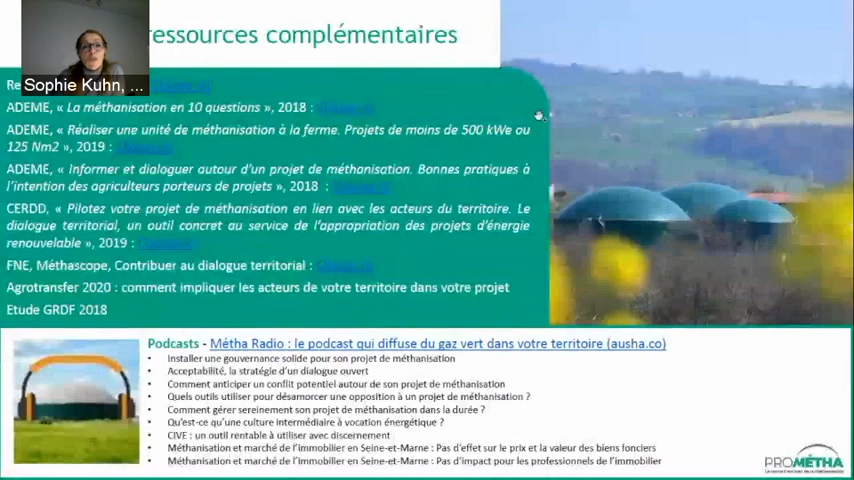 ressources complémentaires
Sophie Kuhn, ...
Re
ADEME, « La méthanisation en 10 questions », 2018 :
ADEME, « Réaliser une unité de méthanisation à la ferme. Projets de moins de 500 kWe ou
125 Nm2 », 2019 :
ADEME, « Informer et dialoguer autour d'un projet de méthanisation. Bonnes pratiques à
l'intention des agriculteurs porteurs de projets », 2018 :
CERDD, « Pilotez votre projet de méthanisation en lien avec les acteurs du territoire. Le
dialogue territorial, un outil concret au service de l'appropriation des projets d'énergie
renouvelable », 2019 :
FNE, Méthascope, Contribuer au dialogue territorial :
Agrotransfer 2020 : comment impliquer les acteurs de votre territoire dans votre projet
Etude GRDF 2018
Podcasts - Métha Radio : le podcast qui diffuse du gaz vert dans votre territoire (ausha.co)
• Installer une gouvernance solide pour son projet de méthanisation
• Acceptabilité, la stratégie d'un dialogue ouvert
• Comment anticiper un conflit potentiel autour de son projet de méthanisation
• Quels outils utiliser pour désamorcer une opposition à un projet de méthanisation ?
• Comment gérer sereinement son projet de méthanisation dans la durée ?
• Qu'est-ce qu'une culture intermédiaire à vocation énergétique ?
• CIVE : un outil rentable à utiliser avec discernement
• Méthanisation et marché de l'immobilier en Seine-et-Marne : Pas d'effet sur le prix et la valeur des biens fonciers
• Méthanisation et marché de l'immobilier en Seine-et-Marne : Pas d'impact pour les professionnels de l'immobilier
PROMÉTHA